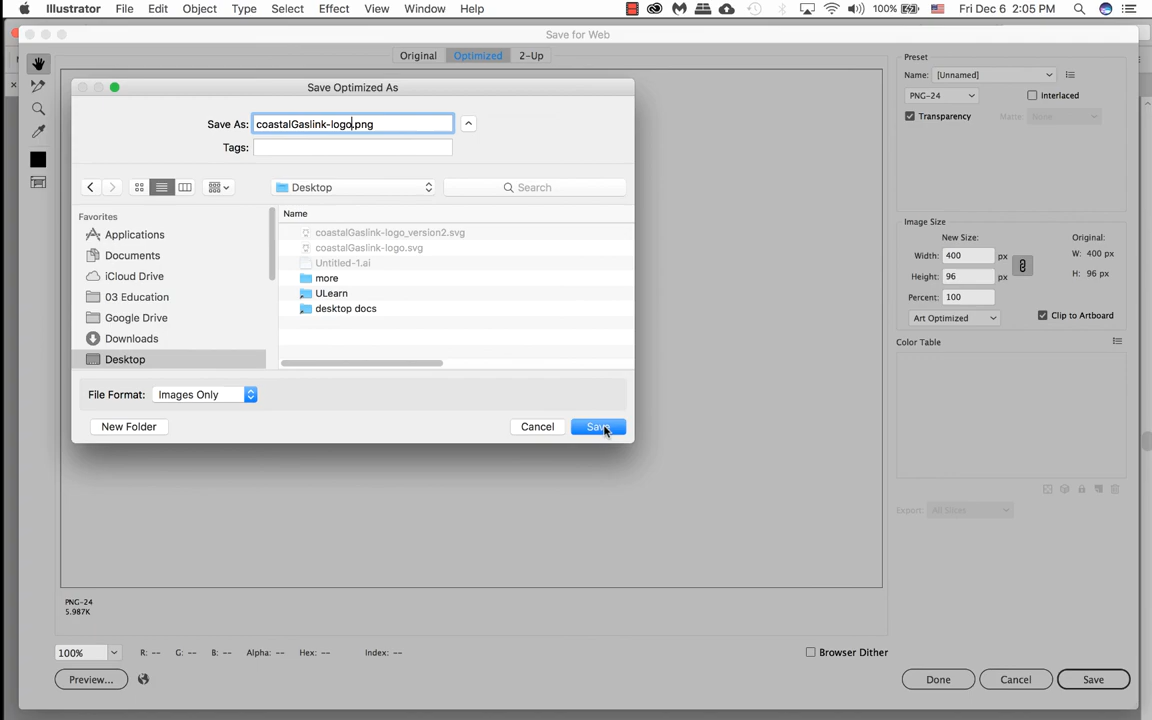 Illustrator File Edit Object Type Select Effect View Window Help 100% Fri Dec 6 2:05 PM
Save for Web
Original Optimized 2-Up
Preset
Name: [Unnamed]
PNG-24 Interlaced
Transparency Matte: None
Save Optimized As
Save As: coastalGaslink-logo.png
Tags:
Desktop Search
Favorites
Applications
Documents
iCloud Drive
03 Education
Google Drive
Downloads
Desktop
Name
coastalGaslink-logo_version2.svg
coastalGaslink-logo.svg
Untitled-1.ai
more
ULearn
desktop docs
File Format: Images Only
New Folder Cancel Save
Image Size
New Size: Original:
Width: 400 px W: 400 px
Height: 96 px H: 96 px
Percent: 100
Art Optimized Clip to Artboard
Color Table
Export: All Slices
PNG-24
5.987K
100% R: -- G: -- B: -- Alpha: -- Hex: -- Index: -- Browser Dither
Preview... Done Cancel Save